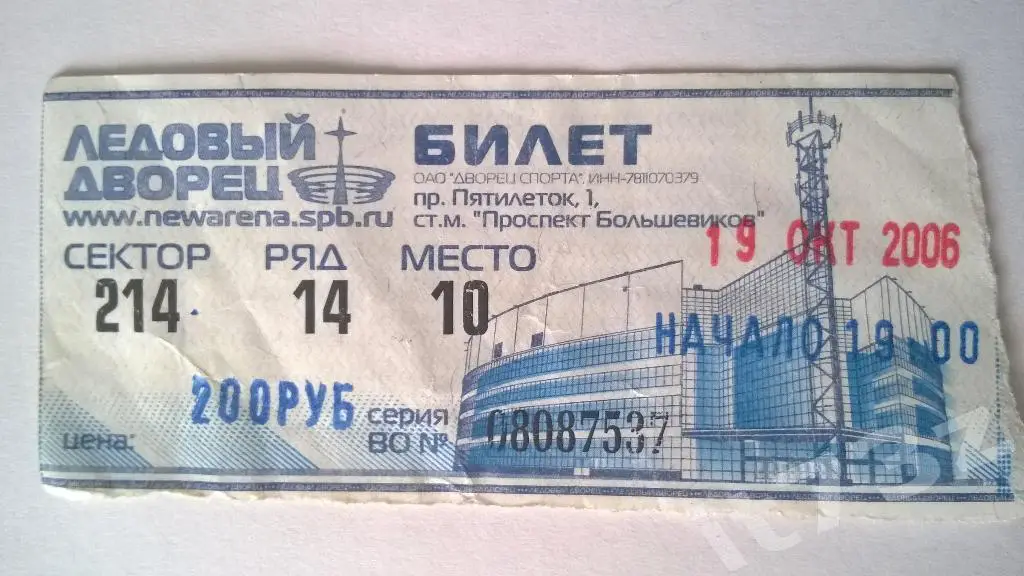 ЛЕДОВЫЙ ДВОРЕЦ
www.newarena.spb.ru
БИЛЕТ
ОАО "ДВОРЕЦ СПОРТА", ИНН-7811070379
пр. Пятилеток, 1,
ст.м. "Проспект Большевиков"
19 ОКТ 2006
СЕКТОР РЯД МЕСТО
214 14 10
НАЧАЛО 19.00
цена: 200РУБ
серия
ВО № 08087537